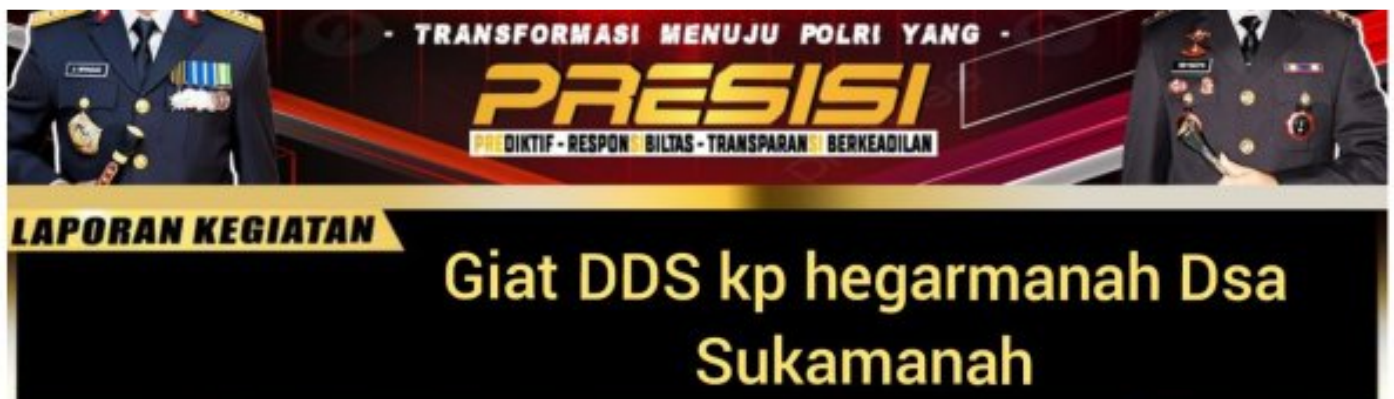 - TRANSFORMASI MENUJU POLRI YANG -
PRESISI
PREDIKTIF - RESPONSIBILTAS - TRANSPARANSI BERKEADILAN
LAPORAN KEGIATAN
Giat DDS kp hegarmanah Dsa
Sukamanah